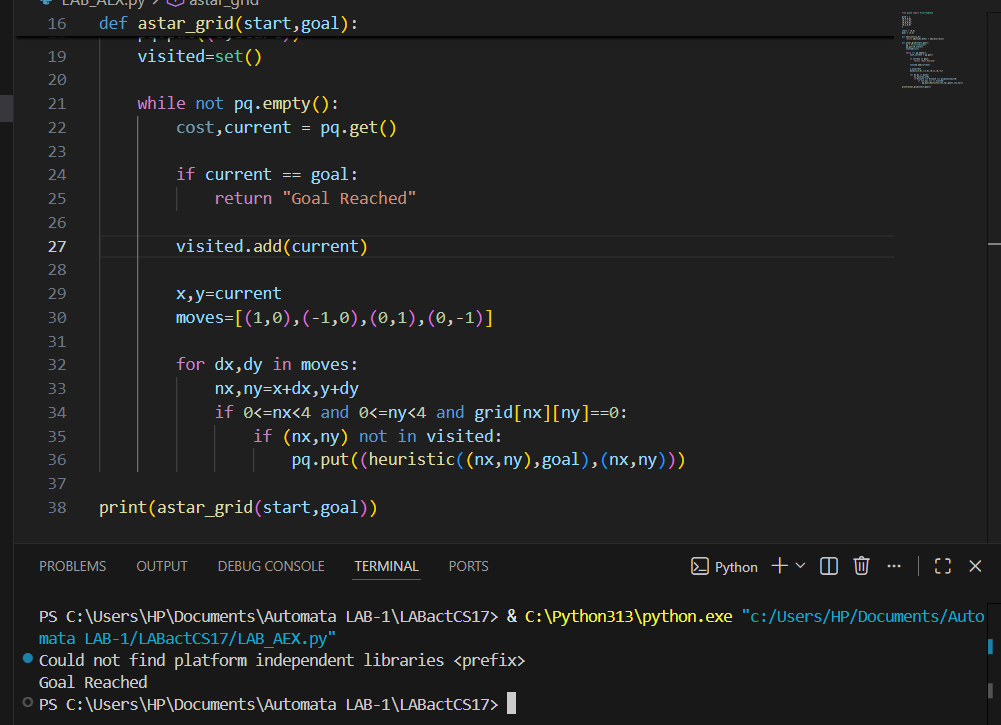 LAB_AEX.py > astar_grid
16 def astar_grid(start,goal):
19 visited=set()
20
21 while not pq.empty():
22 cost,current = pq.get()
23
24 if current == goal:
25 return "Goal Reached"
26
27 visited.add(current)
28
29 x,y=current
30 moves=[(1,0),(-1,0),(0,1),(0,-1)]
31
32 for dx,dy in moves:
33 nx,ny=x+dx,y+dy
34 if 0<=nx<4 and 0<=ny<4 and grid[nx][ny]==0:
35 if (nx,ny) not in visited:
36 pq.put((heuristic((nx,ny),goal),(nx,ny)))
37
38 print(astar_grid(start,goal))
PROBLEMS OUTPUT DEBUG CONSOLE TERMINAL PORTS Python
PS C:\Users\HP\Documents\Automata LAB-1\LABactCS17> & C:\Python313\python.exe "c:/Users/HP/Documents/Auto
mata LAB-1/LABactCS17/LAB_AEX.py"
Could not find platform independent libraries <prefix>
Goal Reached
PS C:\Users\HP\Documents\Automata LAB-1\LABactCS17>